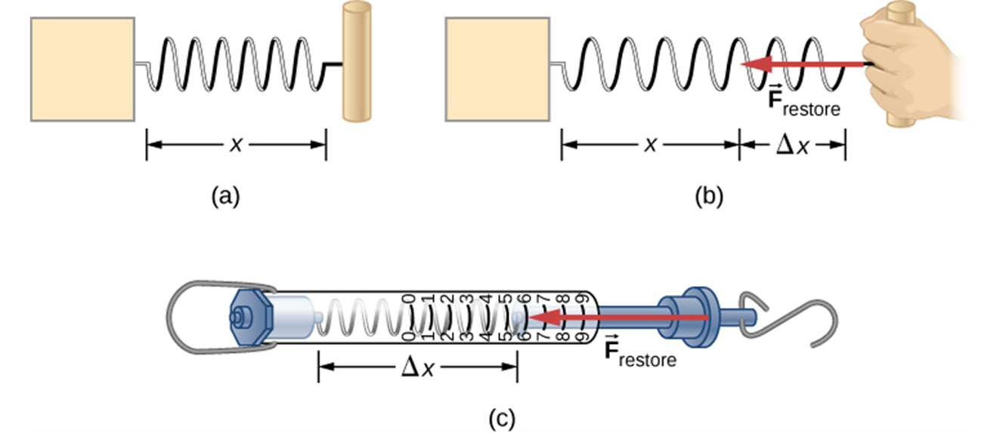 x
(a)
F⃗restore
x
Δx
(b)
0 1 2 3 4 5 6 7 8 9
0 1 2 3 4 5 6 7 8 9
F⃗restore
Δx
(c)